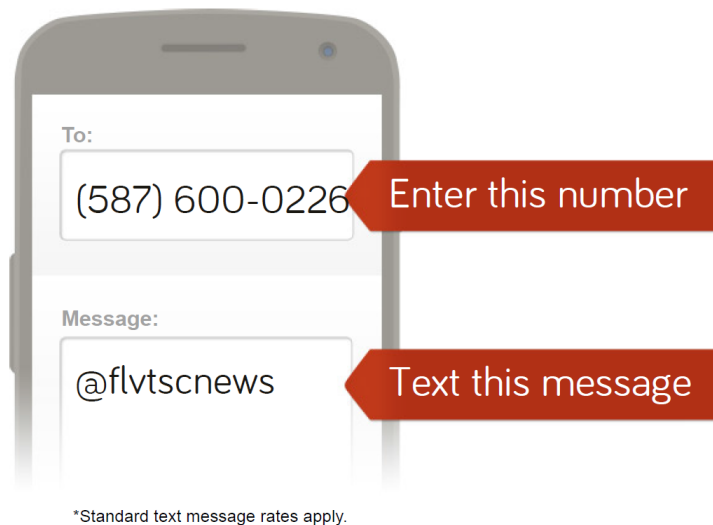 To:
(587) 600-0226
Enter this number
Message:
@flvtscnews
Text this message
*Standard text message rates apply.